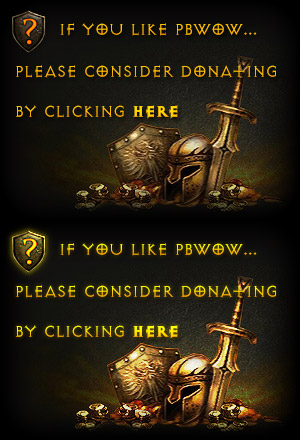 ? IF YOU LIKE PBWOW...
PLEASE CONSIDER DONATING
BY CLICKING HERE
? IF YOU LIKE PBWOW...
PLEASE CONSIDER DONATING
BY CLICKING HERE